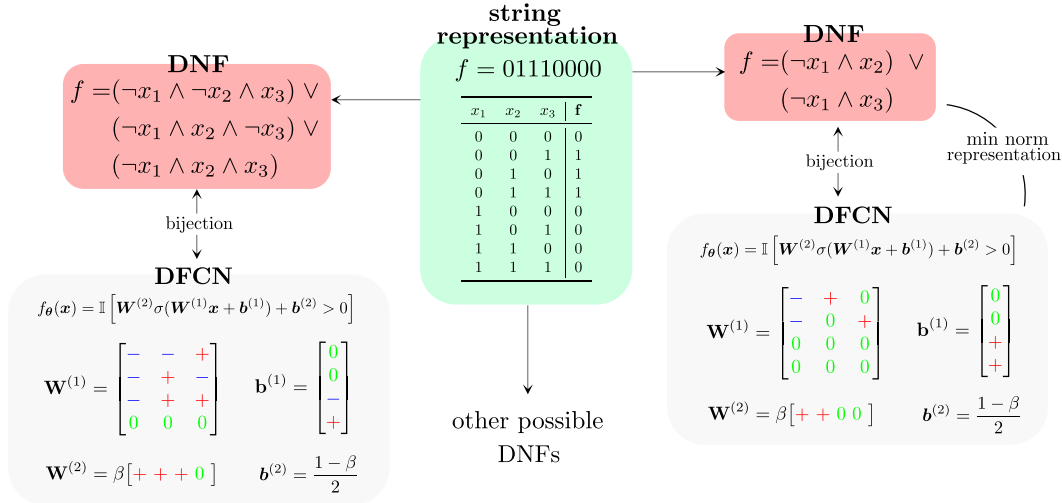 string
representation
f = 01110000
x₁ x₂ x₃ f
0 0 0 0
0 0 1 1
0 1 0 1
0 1 1 1
1 0 0 0
1 0 1 0
1 1 0 0
1 1 1 0
other possible
DNFs
DNF
f =(¬x₁ ∧ ¬x₂ ∧ x₃) ∨
(¬x₁ ∧ x₂ ∧ ¬x₃) ∨
(¬x₁ ∧ x₂ ∧ x₃)
bijection
DFCN
f_θ(x) = 𝕀[W⁽²⁾σ(W⁽¹⁾x + b⁽¹⁾) + b⁽²⁾ > 0]
W⁽¹⁾ = [− − +
− + −
− + +
0 0 0]
b⁽¹⁾ = [0
0
−
+]
W⁽²⁾ = β[+ + + 0 ]
b⁽²⁾ = (1 − β)/2
DNF
f =(¬x₁ ∧ x₂) ∨
(¬x₁ ∧ x₃)
bijection
min norm
representation
DFCN
f_θ(x) = 𝕀[W⁽²⁾σ(W⁽¹⁾x + b⁽¹⁾) + b⁽²⁾ > 0]
W⁽¹⁾ = [− + 0
− 0 +
0 0 0
0 0 0]
b⁽¹⁾ = [0
0
+
+]
W⁽²⁾ = β[+ + 0 0 ]
b⁽²⁾ = (1 − β)/2